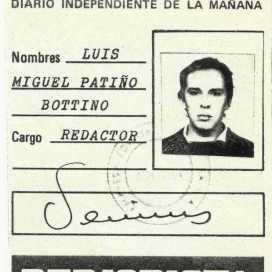 DIARIO INDEPENDIENTE DE LA MAÑANA
Nombres LUIS
MIGUEL PATIÑO
BOTTINO
Cargo REDACTOR